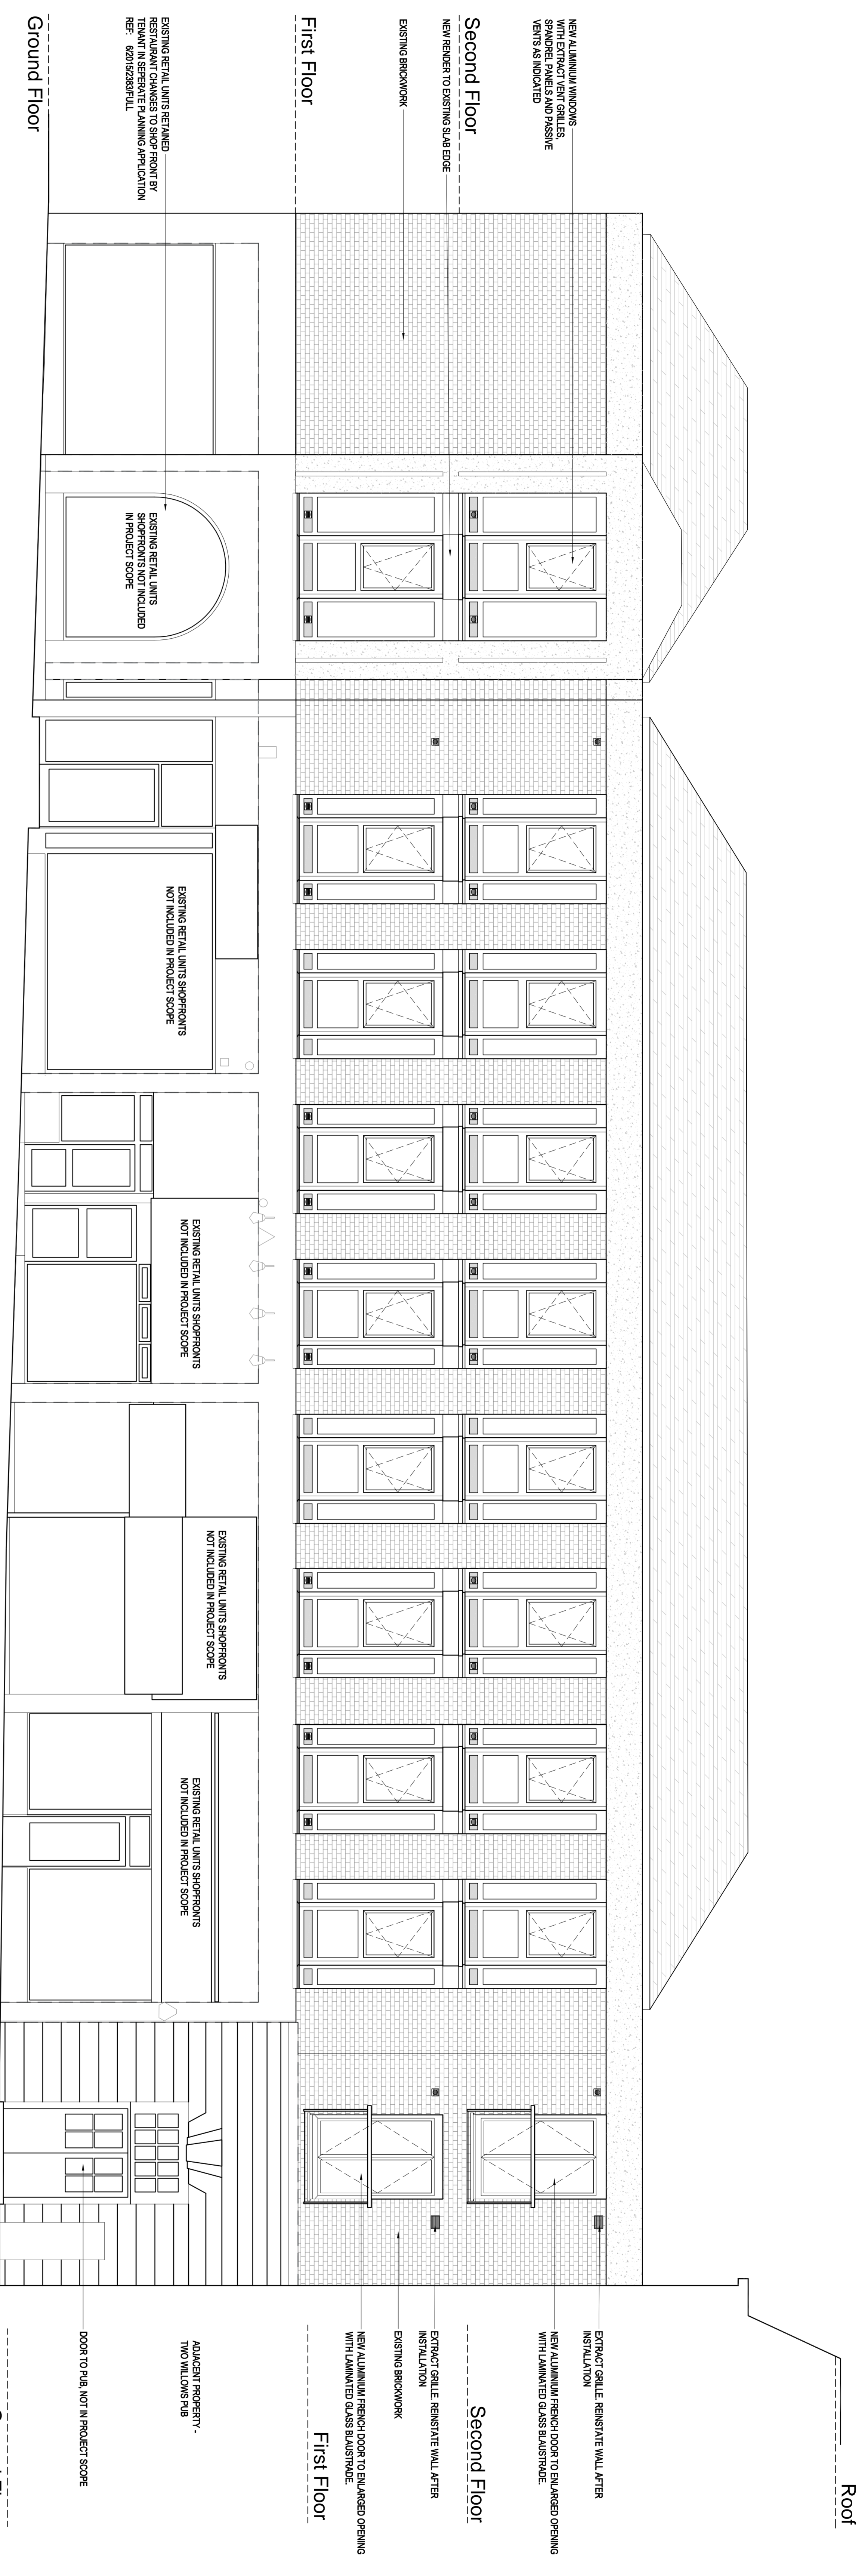 Roof
Second Floor
First Floor
Ground Floor
NEW ALUMINIUM WINDOWS
WITH EXTRACT VENT GRILLES,
SPANDREL PANELS AND PASSIVE
VENTS AS INDICATED
NEW RENDER TO EXISTING SLAB EDGE
EXISTING BRICKWORK
EXISTING RETAIL UNITS RETAINED
RESTAURANT CHANGES TO SHOP FRONT BY
TENANT IN SEPERATE PLANNING APPLICATION
REF: 6/2015/2383/FULL
EXISTING RETAIL UNITS
SHOPFRONTS NOT INCLUDED
IN PROJECT SCOPE
EXISTING RETAIL UNITS SHOPFRONTS
NOT INCLUDED IN PROJECT SCOPE
EXISTING RETAIL UNITS SHOPFRONTS
NOT INCLUDED IN PROJECT SCOPE
EXISTING RETAIL UNITS SHOPFRONTS
NOT INCLUDED IN PROJECT SCOPE
EXISTING RETAIL UNITS SHOPFRONTS
NOT INCLUDED IN PROJECT SCOPE
EXTRACT GRILLE. REINSTATE WALL AFTER
INSTALLATION
NEW ALUMINIUM FRENCH DOOR TO ENLARGED OPENING
WITH LAMINATED GLASS BLAUSTRADE.
Second Floor
EXTRACT GRILLE. REINSTATE WALL AFTER
INSTALLATION
EXISTING BRICKWORK
NEW ALUMINIUM FRENCH DOOR TO ENLARGED OPENING
WITH LAMINATED GLASS BLAUSTRADE.
First Floor
ADJACENT PROPERTY -
TWO WILLOWS PUB
DOOR TO PUB, NOT IN PROJECT SCOPE